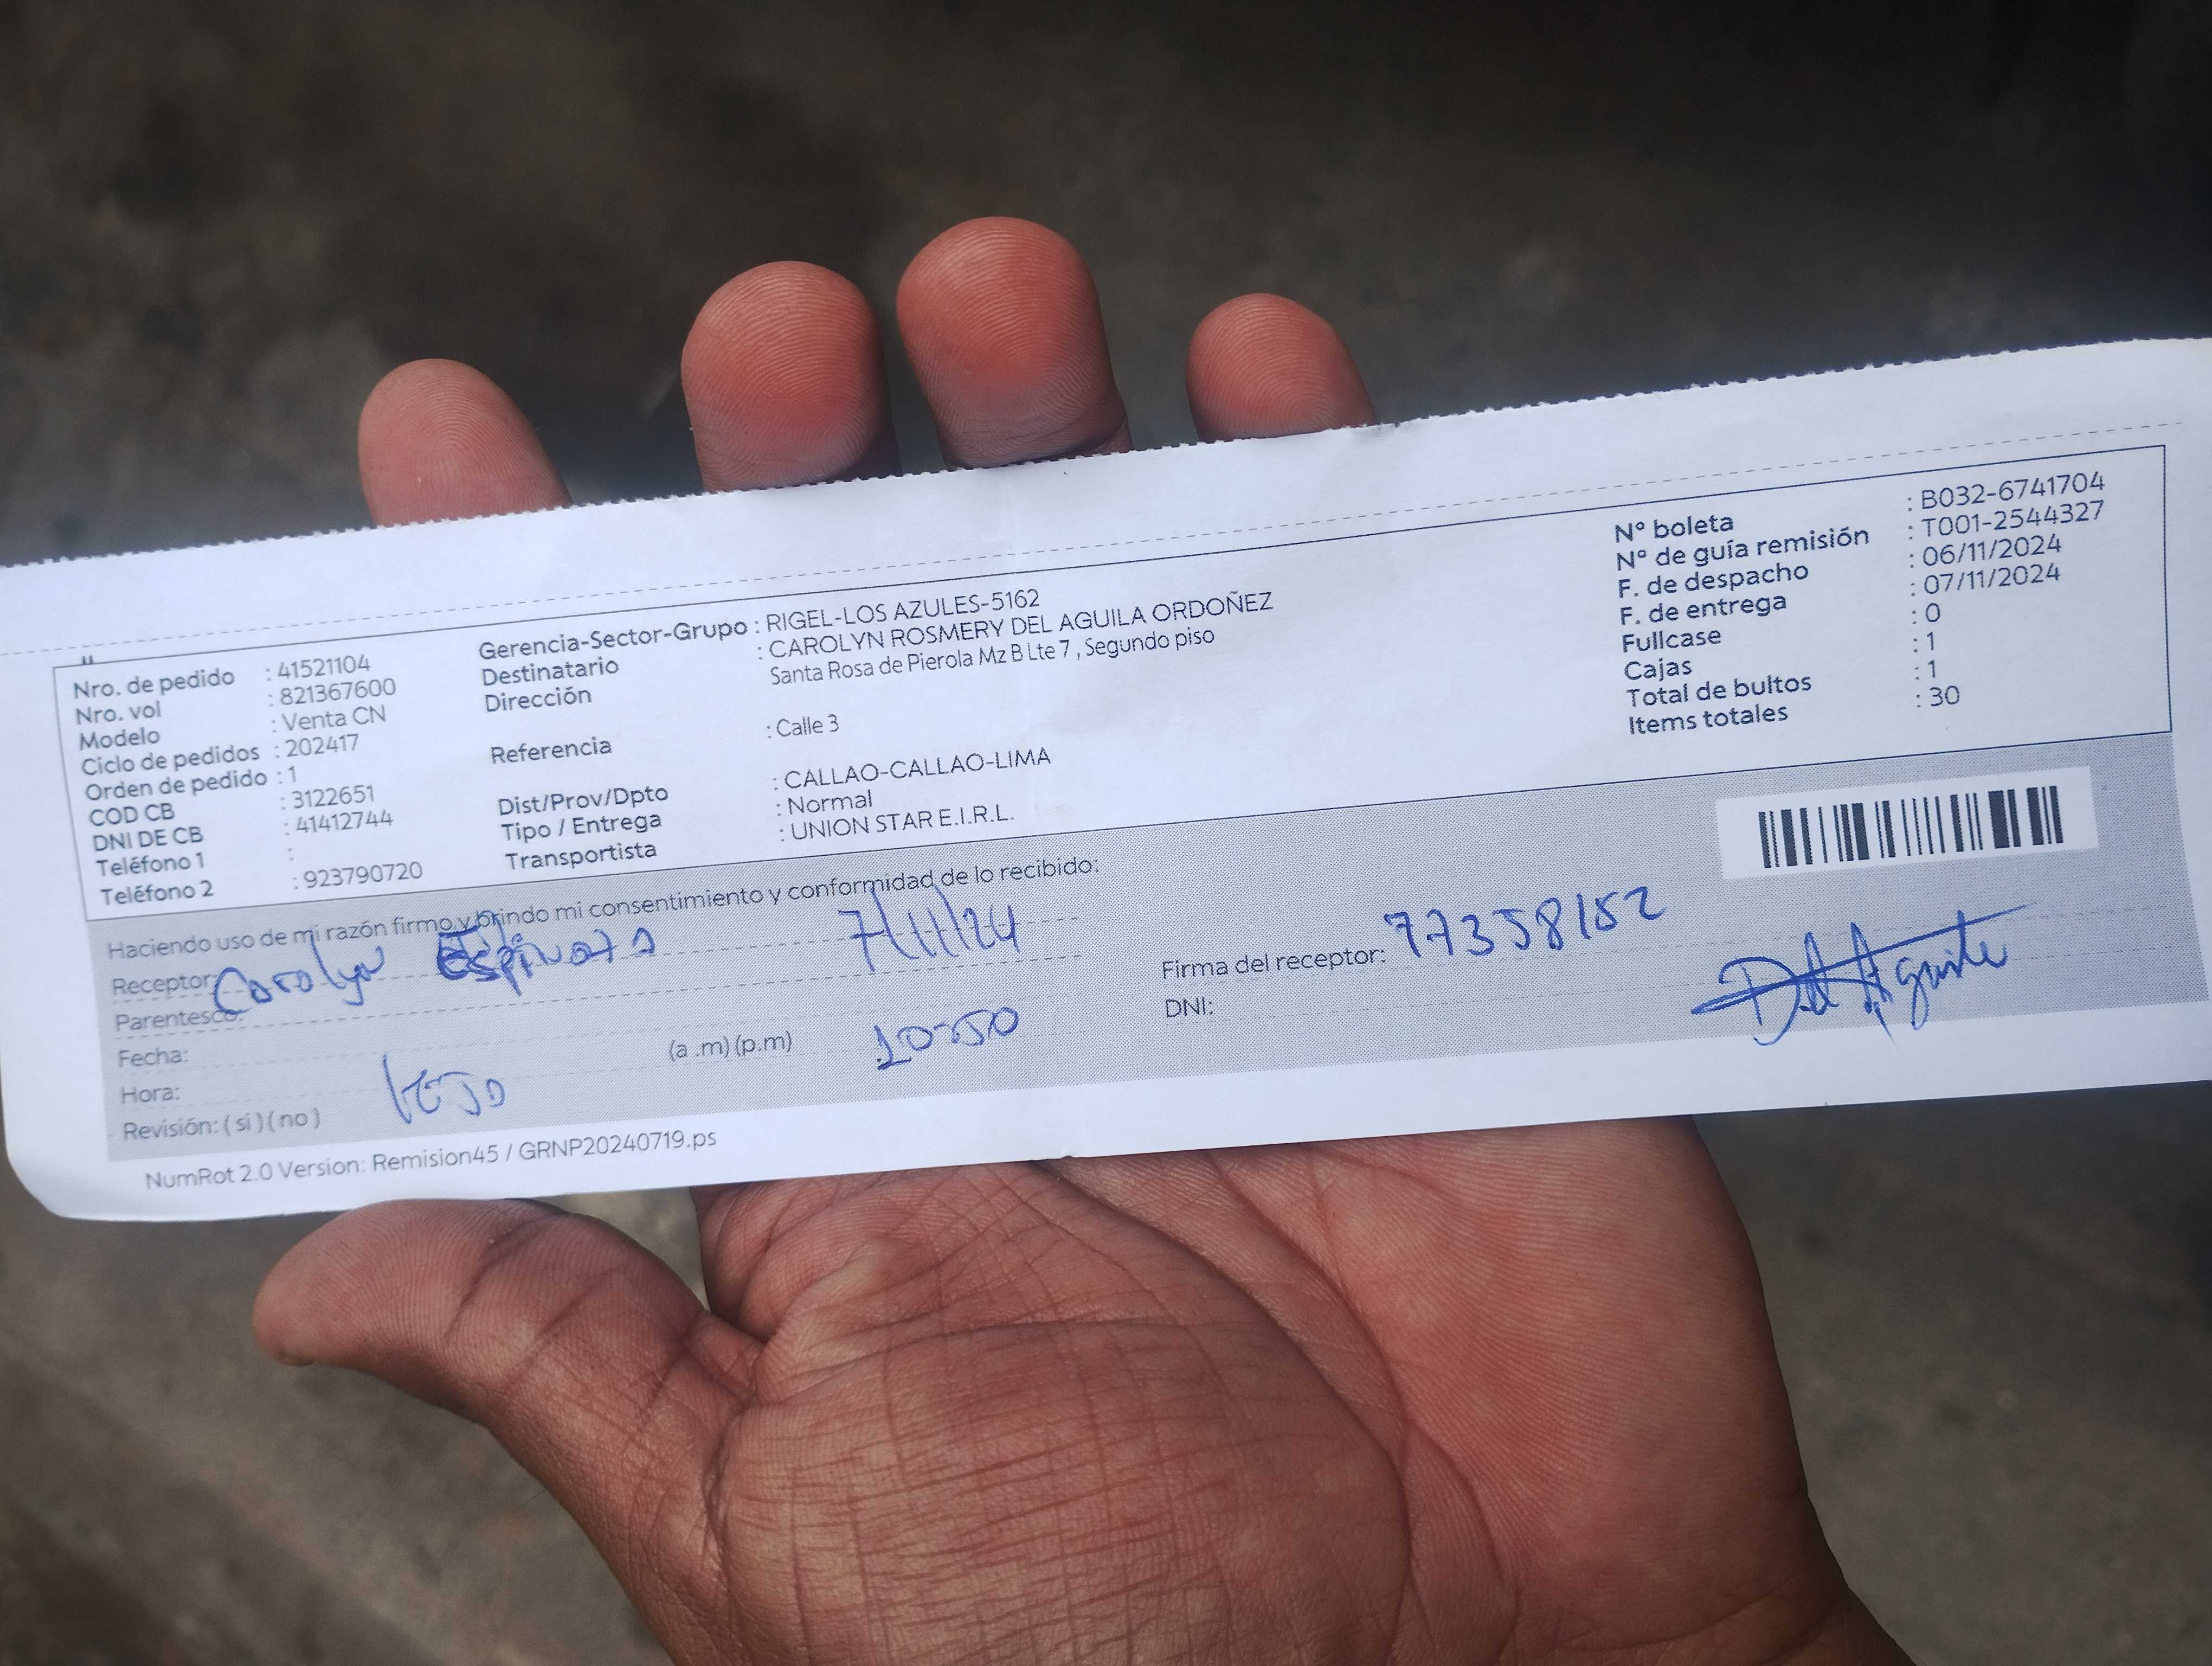 Nro. de pedido : 41521104
Nro. vol : 821367600
Modelo : Venta CN
Ciclo de pedidos : 202417
Orden de pedido : 1
COD CB : 3122651
DNI DE CB : 41412744
Teléfono 1 :
Teléfono 2 : 923790720
Gerencia-Sector-Grupo : RIGEL-LOS AZULES-5162
Destinatario : CAROLYN ROSMERY DEL AGUILA ORDOÑEZ
Dirección Santa Rosa de Pierola Mz B Lte 7 , Segundo piso
Referencia : Calle 3
Dist/Prov/Dpto : CALLAO-CALLAO-LIMA
Tipo / Entrega : Normal
Transportista : UNION STAR E.I.R.L.
N° boleta : B032-6741704
N° de guía remisión : T001-2544327
F. de despacho : 06/11/2024
F. de entrega : 07/11/2024
Fullcase : 0
Cajas : 1
Total de bultos : 1
Items totales : 30
Haciendo uso de mi razón firmo y brindo mi consentimiento y conformidad de lo recibido:
Receptor: Carolyn Espinoza 7/11/24
Parentesco:
Fecha:
Hora: (a .m) (p.m) 10:50
Revisión: ( si ) ( no )
Firma del receptor: 77358152
DNI: Del Aguila
NumRot 2.0 Version: Remision45 / GRNP20240719.ps